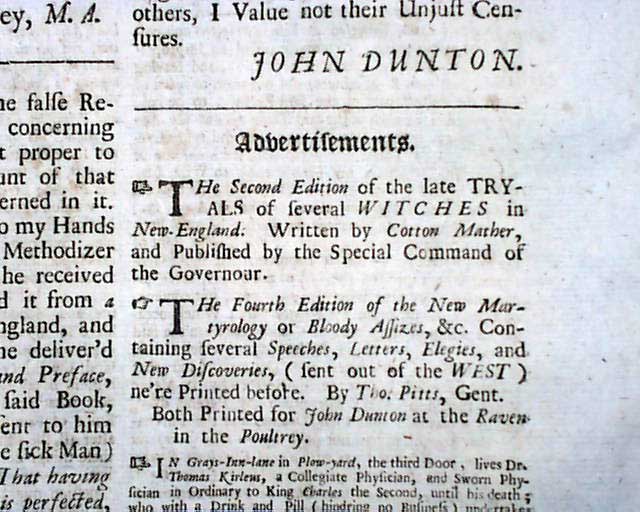 ey, M. A.
he falſe Re-
concerning
t proper to
unt of that
erned in it.
o my Hands
Methodizer
he received
d it from a
ngland, and
he deliver'd
and Preface,
ſaid Book,
ent to him
e ſick Man)
That having
is perfected,
others, I Value not their Unjuſt Cen-
ſures.
JOHN DUNTON.
Advertiſements.
THe Second Edition of the late TRY-
ALS of ſeveral WITCHES in
New-England. Written by Cotton Mather,
and Publiſhed by the Special Command of
the Governour.
THe Fourth Edition of the New Mar-
tyrology or Bloody Aſſizes, &c. Con-
taining ſeveral Speeches, Letters, Elegies, and
New Diſcoveries, (ſent out of the WEST)
ne're Printed before. By Tho. Pitts, Gent.
Both Printed for John Dunton at the Raven
in the Poultrey.
IN Grays-Inn-lane in Plow-yard, the third Door, lives Dr.
Thomas Kirleus, a Collegiate Phyſician, and Sworn Phy-
ſician in Ordinary to King Charles the Second, until his death;
who with a Drink and Pill (hindring no Buſineſs) undertakes